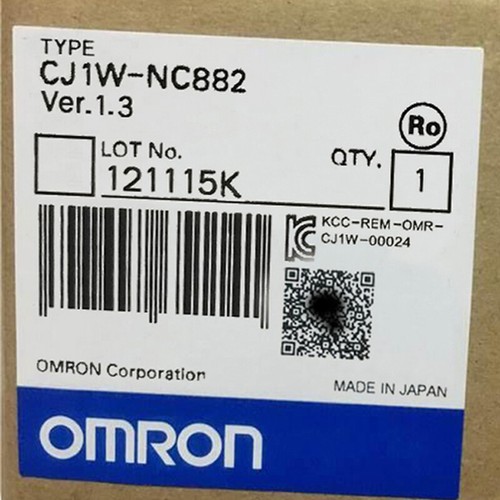 TYPE
CJ1W-NC882
Ver.1.3
Ro
LOT No.
121115K
QTY.
1
KCC-REM-OMR-
CJ1W-00024
OMRON Corporation
MADE IN JAPAN
OMRON